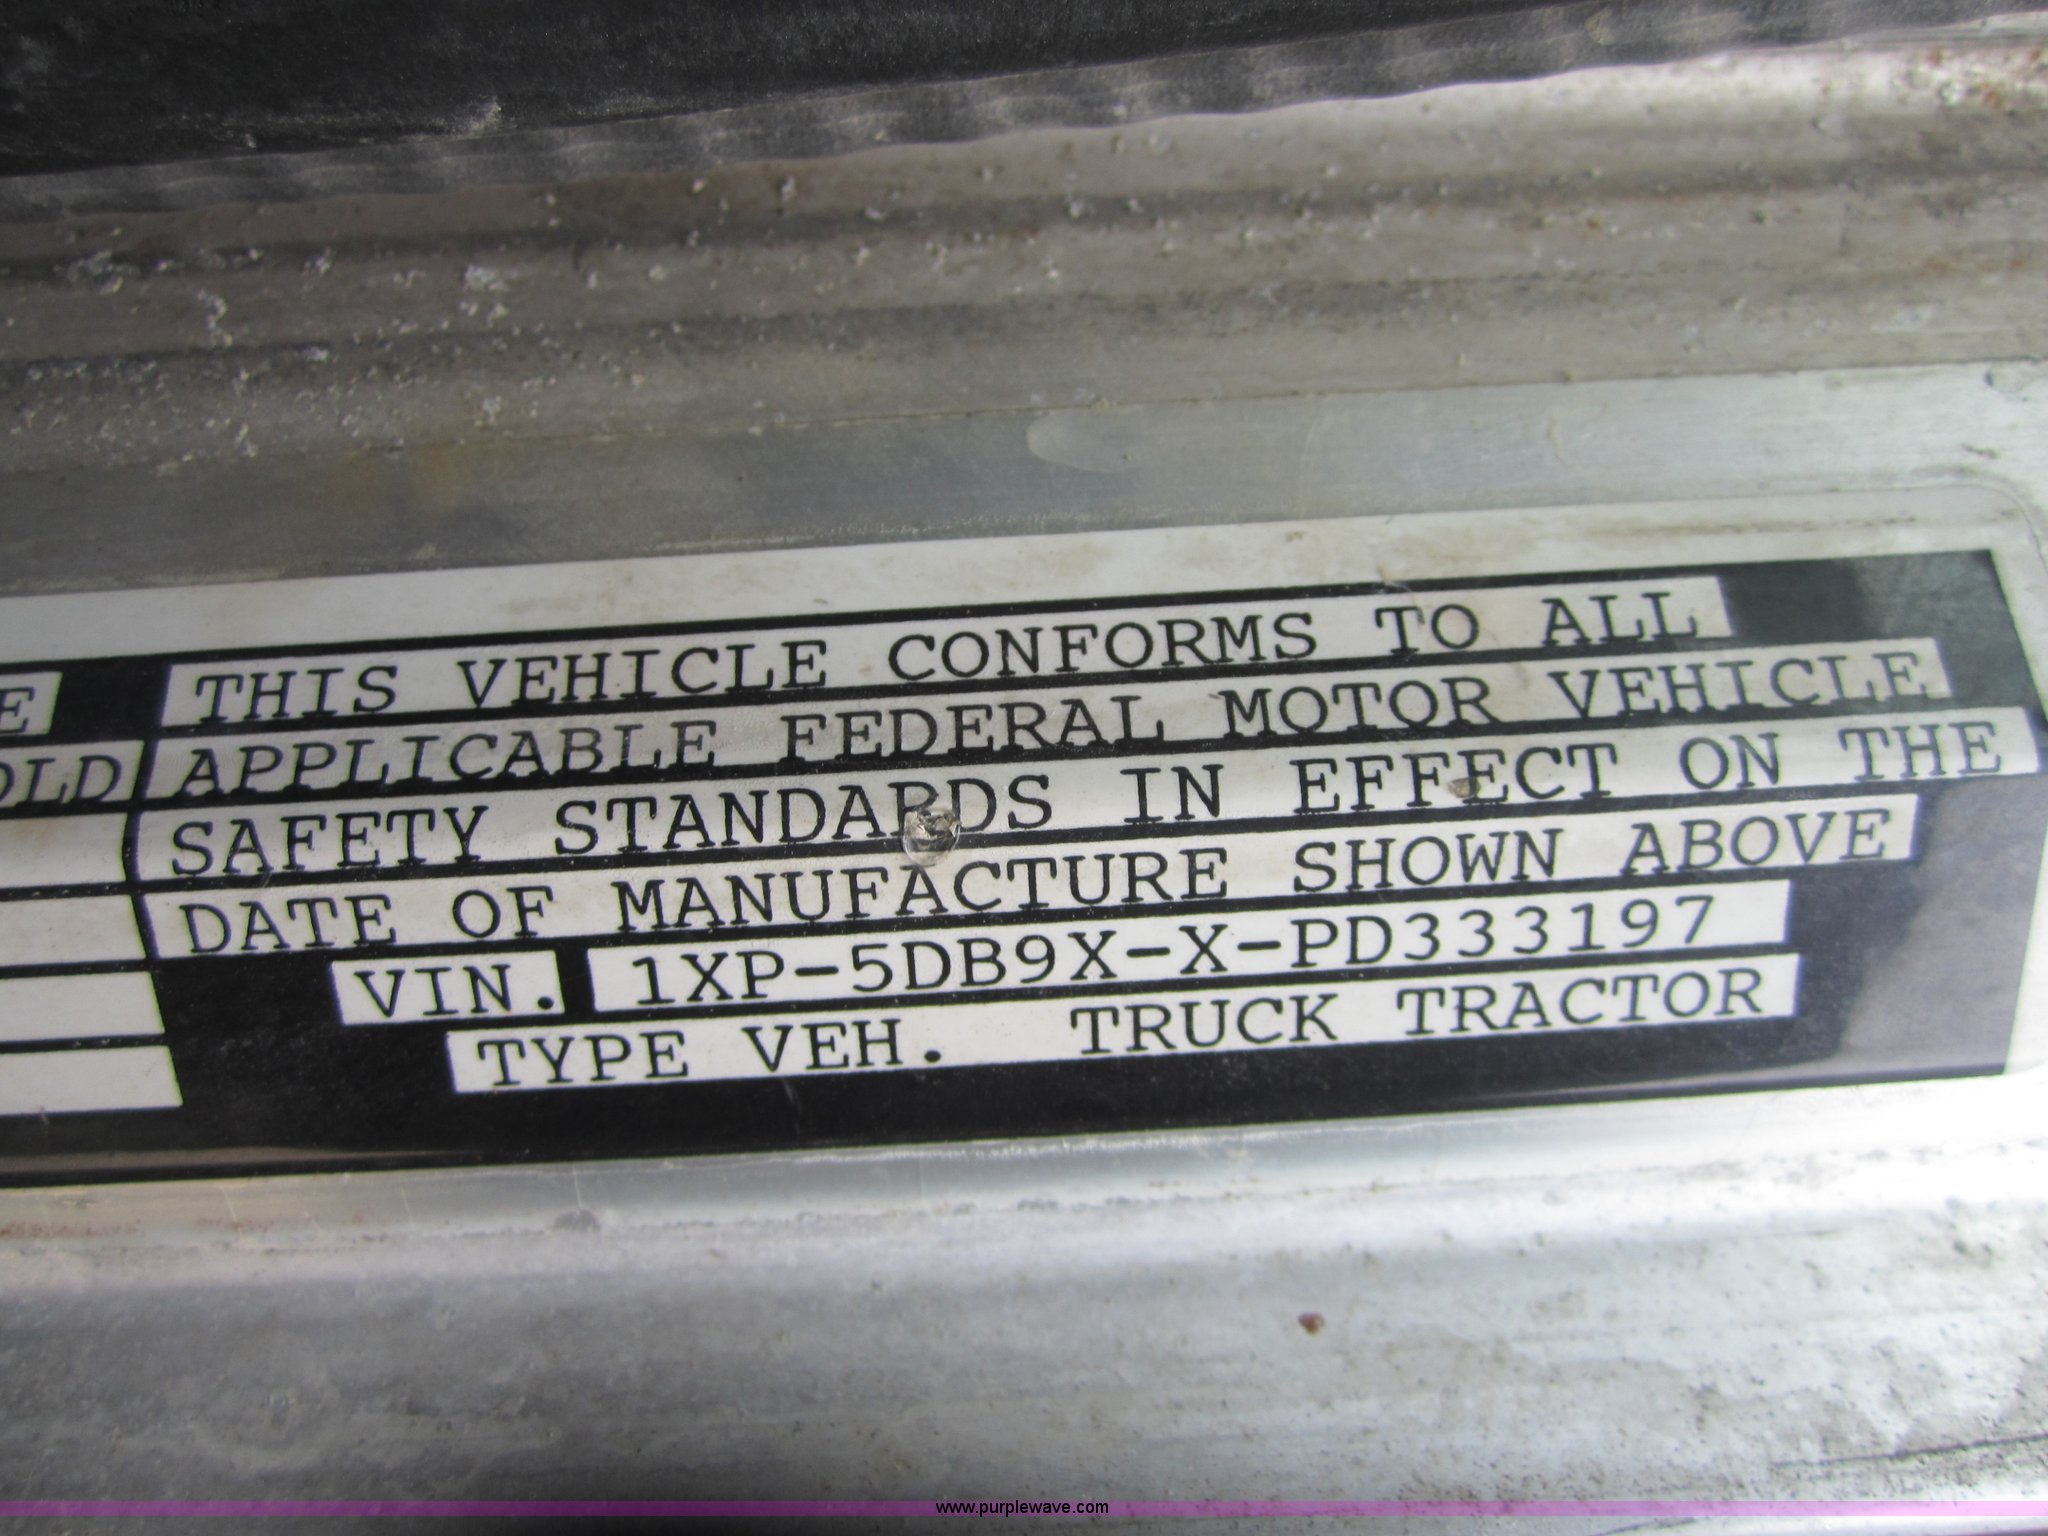 THIS VEHICLE CONFORMS TO ALL
E
APPLICABLE FEDERAL MOTOR VEHICLE
OLD
SAFETY STANDARDS IN EFFECT ON THE
DATE OF MANUFACTURE SHOWN ABOVE
VIN. 1XP-5DB9X-X-PD333197
TYPE VEH. TRUCK TRACTOR
www.purplewave.com